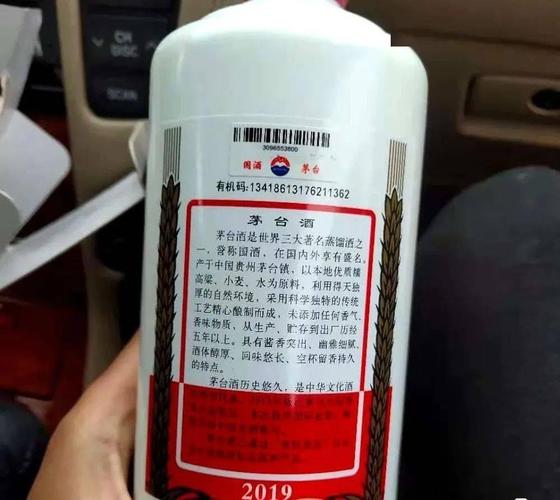 CH
DISC
SCAN
3096553800
国酒 茅台
有机码:13418613176211362
茅台酒
茅台酒是世界三大著名蒸馏酒之
一，誉称国酒，在国内外享有盛名。
产于中国贵州茅台镇，以本地优质糯
高粱、小麦、水为原料，利用得天独
厚的自然环境，采用科学独特的传统
工艺精心酿制而成，未添加任何香气、
香味物质，从生产、贮存到出厂历经
五年以上。具有酱香突出、幽雅细腻、
酒体醇厚、回味悠长、空杯留香持久
的特点。
茅台酒历史悠久，是中华文化酒
2019